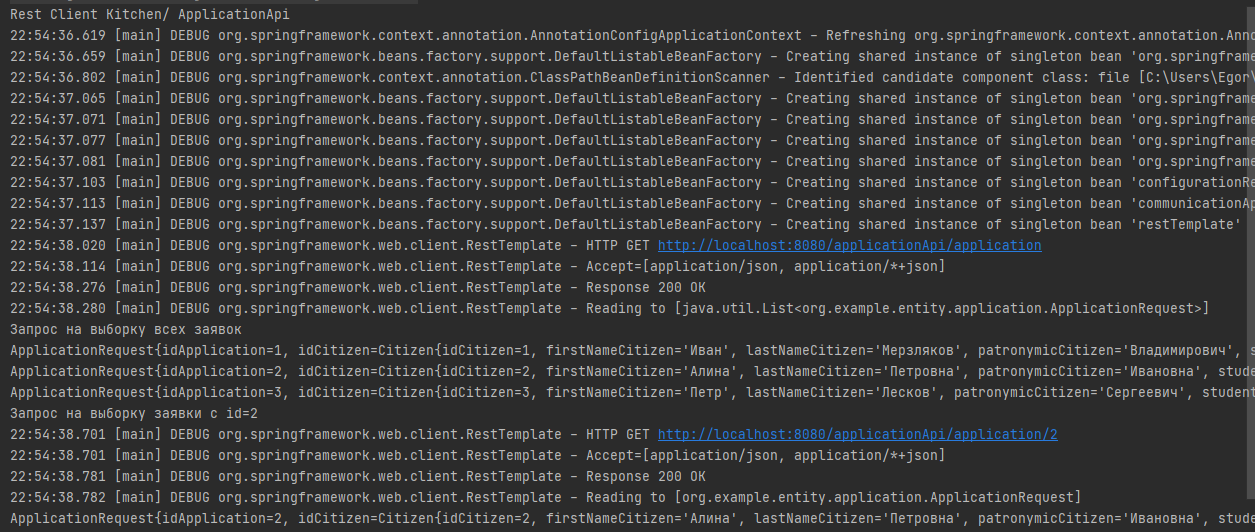 Rest Client Kitchen/ ApplicationApi
22:54:36.619 [main] DEBUG org.springframework.context.annotation.AnnotationConfigApplicationContext - Refreshing org.springframework.context.annotation.Anno
22:54:36.659 [main] DEBUG org.springframework.beans.factory.support.DefaultListableBeanFactory - Creating shared instance of singleton bean 'org.springfram
22:54:36.802 [main] DEBUG org.springframework.context.annotation.ClassPathBeanDefinitionScanner - Identified candidate component class: file [C:\Users\Egor\
22:54:37.065 [main] DEBUG org.springframework.beans.factory.support.DefaultListableBeanFactory - Creating shared instance of singleton bean 'org.springframe
22:54:37.071 [main] DEBUG org.springframework.beans.factory.support.DefaultListableBeanFactory - Creating shared instance of singleton bean 'org.springframe
22:54:37.077 [main] DEBUG org.springframework.beans.factory.support.DefaultListableBeanFactory - Creating shared instance of singleton bean 'org.springframe
22:54:37.081 [main] DEBUG org.springframework.beans.factory.support.DefaultListableBeanFactory - Creating shared instance of singleton bean 'org.springframe
22:54:37.103 [main] DEBUG org.springframework.beans.factory.support.DefaultListableBeanFactory - Creating shared instance of singleton bean 'configurationRe
22:54:37.113 [main] DEBUG org.springframework.beans.factory.support.DefaultListableBeanFactory - Creating shared instance of singleton bean 'communicationAp
22:54:37.137 [main] DEBUG org.springframework.beans.factory.support.DefaultListableBeanFactory - Creating shared instance of singleton bean 'restTemplate'
22:54:38.020 [main] DEBUG org.springframework.web.client.RestTemplate - HTTP GET http://localhost:8080/applicationApi/application
22:54:38.114 [main] DEBUG org.springframework.web.client.RestTemplate - Accept=[application/json, application/*+json]
22:54:38.276 [main] DEBUG org.springframework.web.client.RestTemplate - Response 200 OK
22:54:38.280 [main] DEBUG org.springframework.web.client.RestTemplate - Reading to [java.util.List<org.example.entity.application.ApplicationRequest>]
Запрос на выборку всех заявок
ApplicationRequest{idApplication=1, idCitizen=Citizen{idCitizen=1, firstNameCitizen='Иван', lastNameCitizen='Мерзляков', patronymicCitizen='Владимирович', s
ApplicationRequest{idApplication=2, idCitizen=Citizen{idCitizen=2, firstNameCitizen='Алина', lastNameCitizen='Петровна', patronymicCitizen='Ивановна', stude
ApplicationRequest{idApplication=3, idCitizen=Citizen{idCitizen=3, firstNameCitizen='Петр', lastNameCitizen='Лесков', patronymicCitizen='Сергеевич', student
Запрос на выборку заявки с id=2
22:54:38.701 [main] DEBUG org.springframework.web.client.RestTemplate - HTTP GET http://localhost:8080/applicationApi/application/2
22:54:38.701 [main] DEBUG org.springframework.web.client.RestTemplate - Accept=[application/json, application/*+json]
22:54:38.781 [main] DEBUG org.springframework.web.client.RestTemplate - Response 200 OK
22:54:38.782 [main] DEBUG org.springframework.web.client.RestTemplate - Reading to [org.example.entity.application.ApplicationRequest]
ApplicationRequest{idApplication=2, idCitizen=Citizen{idCitizen=2, firstNameCitizen='Алина', lastNameCitizen='Петровна', patronymicCitizen='Ивановна', stud